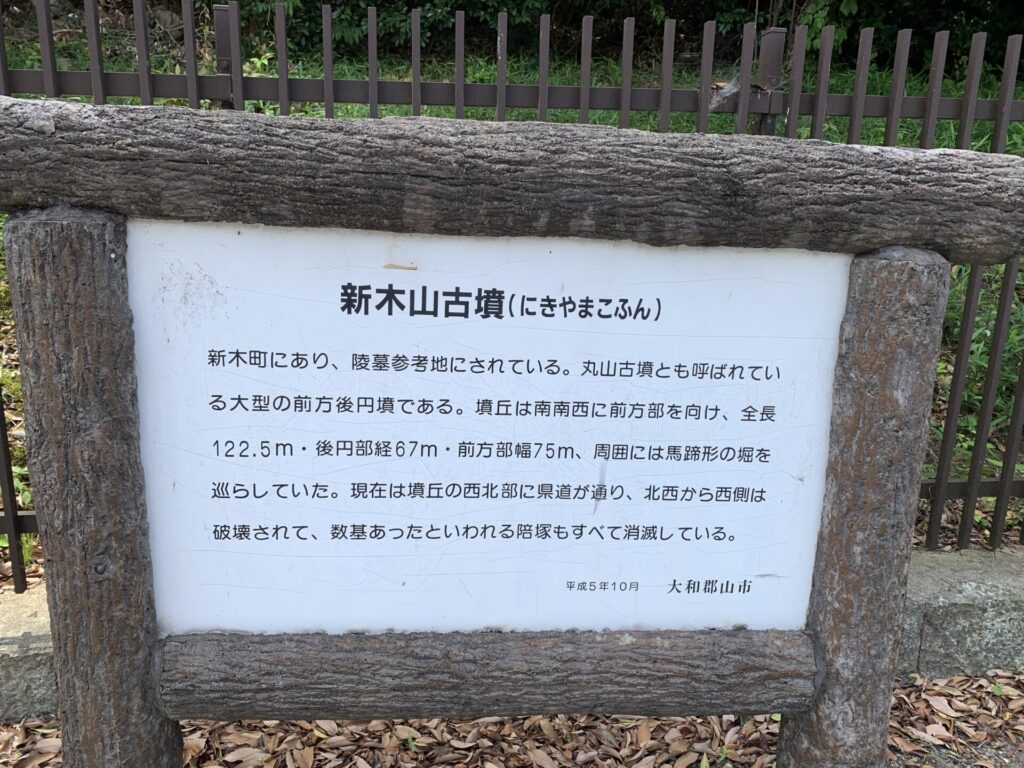 新木山古墳(にきやまこふん)
新木町にあり、陵墓参考地にされている。丸山古墳とも呼ばれてい
る大型の前方後円墳である。墳丘は南南西に前方部を向け、全長
122.5m・後円部経67m・前方部幅75m、周囲には馬蹄形の堀を
巡らしていた。現在は墳丘の西北部に県道が通り、北西から西側は
破壊されて、数基あったといわれる陪塚もすべて消滅している。
平成5年10月 大和郡山市